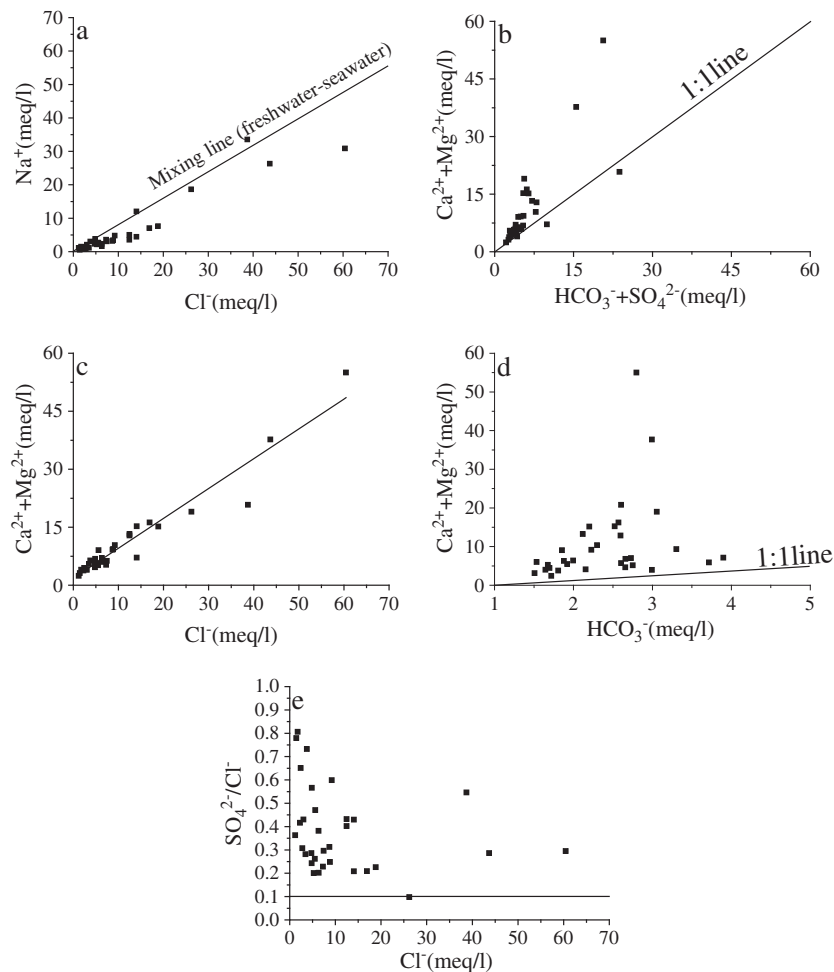 a
70
60
50
40
30
20
10
0
Na⁺(meq/l)
Mixing line (freshwater-seawater)
0 10 20 30 40 50 60 70
Cl⁻(meq/l)
b
60
45
30
15
0
Ca²⁺+Mg²⁺(meq/l)
1:1line
0 15 30 45 60
HCO₃⁻+SO₄²⁻(meq/l)
c
60
45
30
15
0
Ca²⁺+Mg²⁺(meq/l)
0 10 20 30 40 50 60 70
Cl⁻(meq/l)
d
60
50
40
30
20
10
0
Ca²⁺+Mg²⁺(meq/l)
1:1line
1 2 3 4 5
HCO₃⁻(meq/l)
e
1.0
0.9
0.8
0.7
0.6
0.5
0.4
0.3
0.2
0.1
0.0
SO₄²⁻/Cl⁻
0 10 20 30 40 50 60 70
Cl⁻(meq/l)